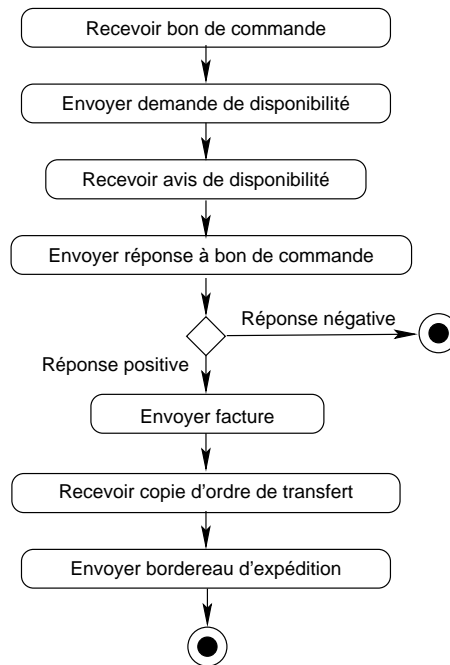 Recevoir bon de commande
Envoyer demande de disponibilité
Recevoir avis de disponibilité
Envoyer réponse à bon de commande
Réponse négative
Réponse positive
Envoyer facture
Recevoir copie d'ordre de transfert
Envoyer bordereau d'expédition